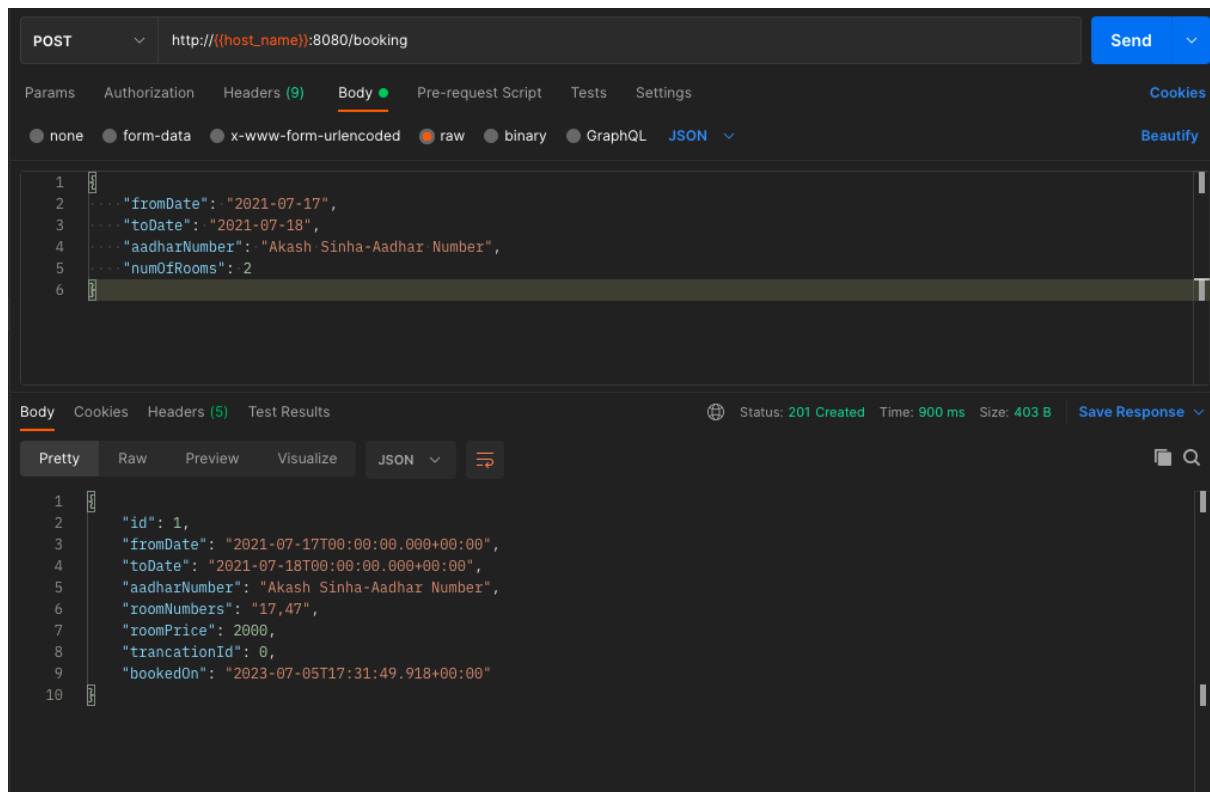 POST http://{{host_name}}:8080/booking Send
Params Authorization Headers (9) Body Pre-request Script Tests Settings Cookies
none form-data x-www-form-urlencoded raw binary GraphQL JSON Beautify
1 {
2 "fromDate": "2021-07-17",
3 "toDate": "2021-07-18",
4 "aadharNumber": "Akash Sinha-Aadhar Number",
5 "numOfRooms": 2
6 }
Body Cookies Headers (5) Test Results Status: 201 Created Time: 900 ms Size: 403 B Save Response
Pretty Raw Preview Visualize JSON
1 {
2 "id": 1,
3 "fromDate": "2021-07-17T00:00:00.000+00:00",
4 "toDate": "2021-07-18T00:00:00.000+00:00",
5 "aadharNumber": "Akash Sinha-Aadhar Number",
6 "roomNumbers": "17,47",
7 "roomPrice": 2000,
8 "trancationId": 0,
9 "bookedOn": "2023-07-05T17:31:49.918+00:00"
10 }